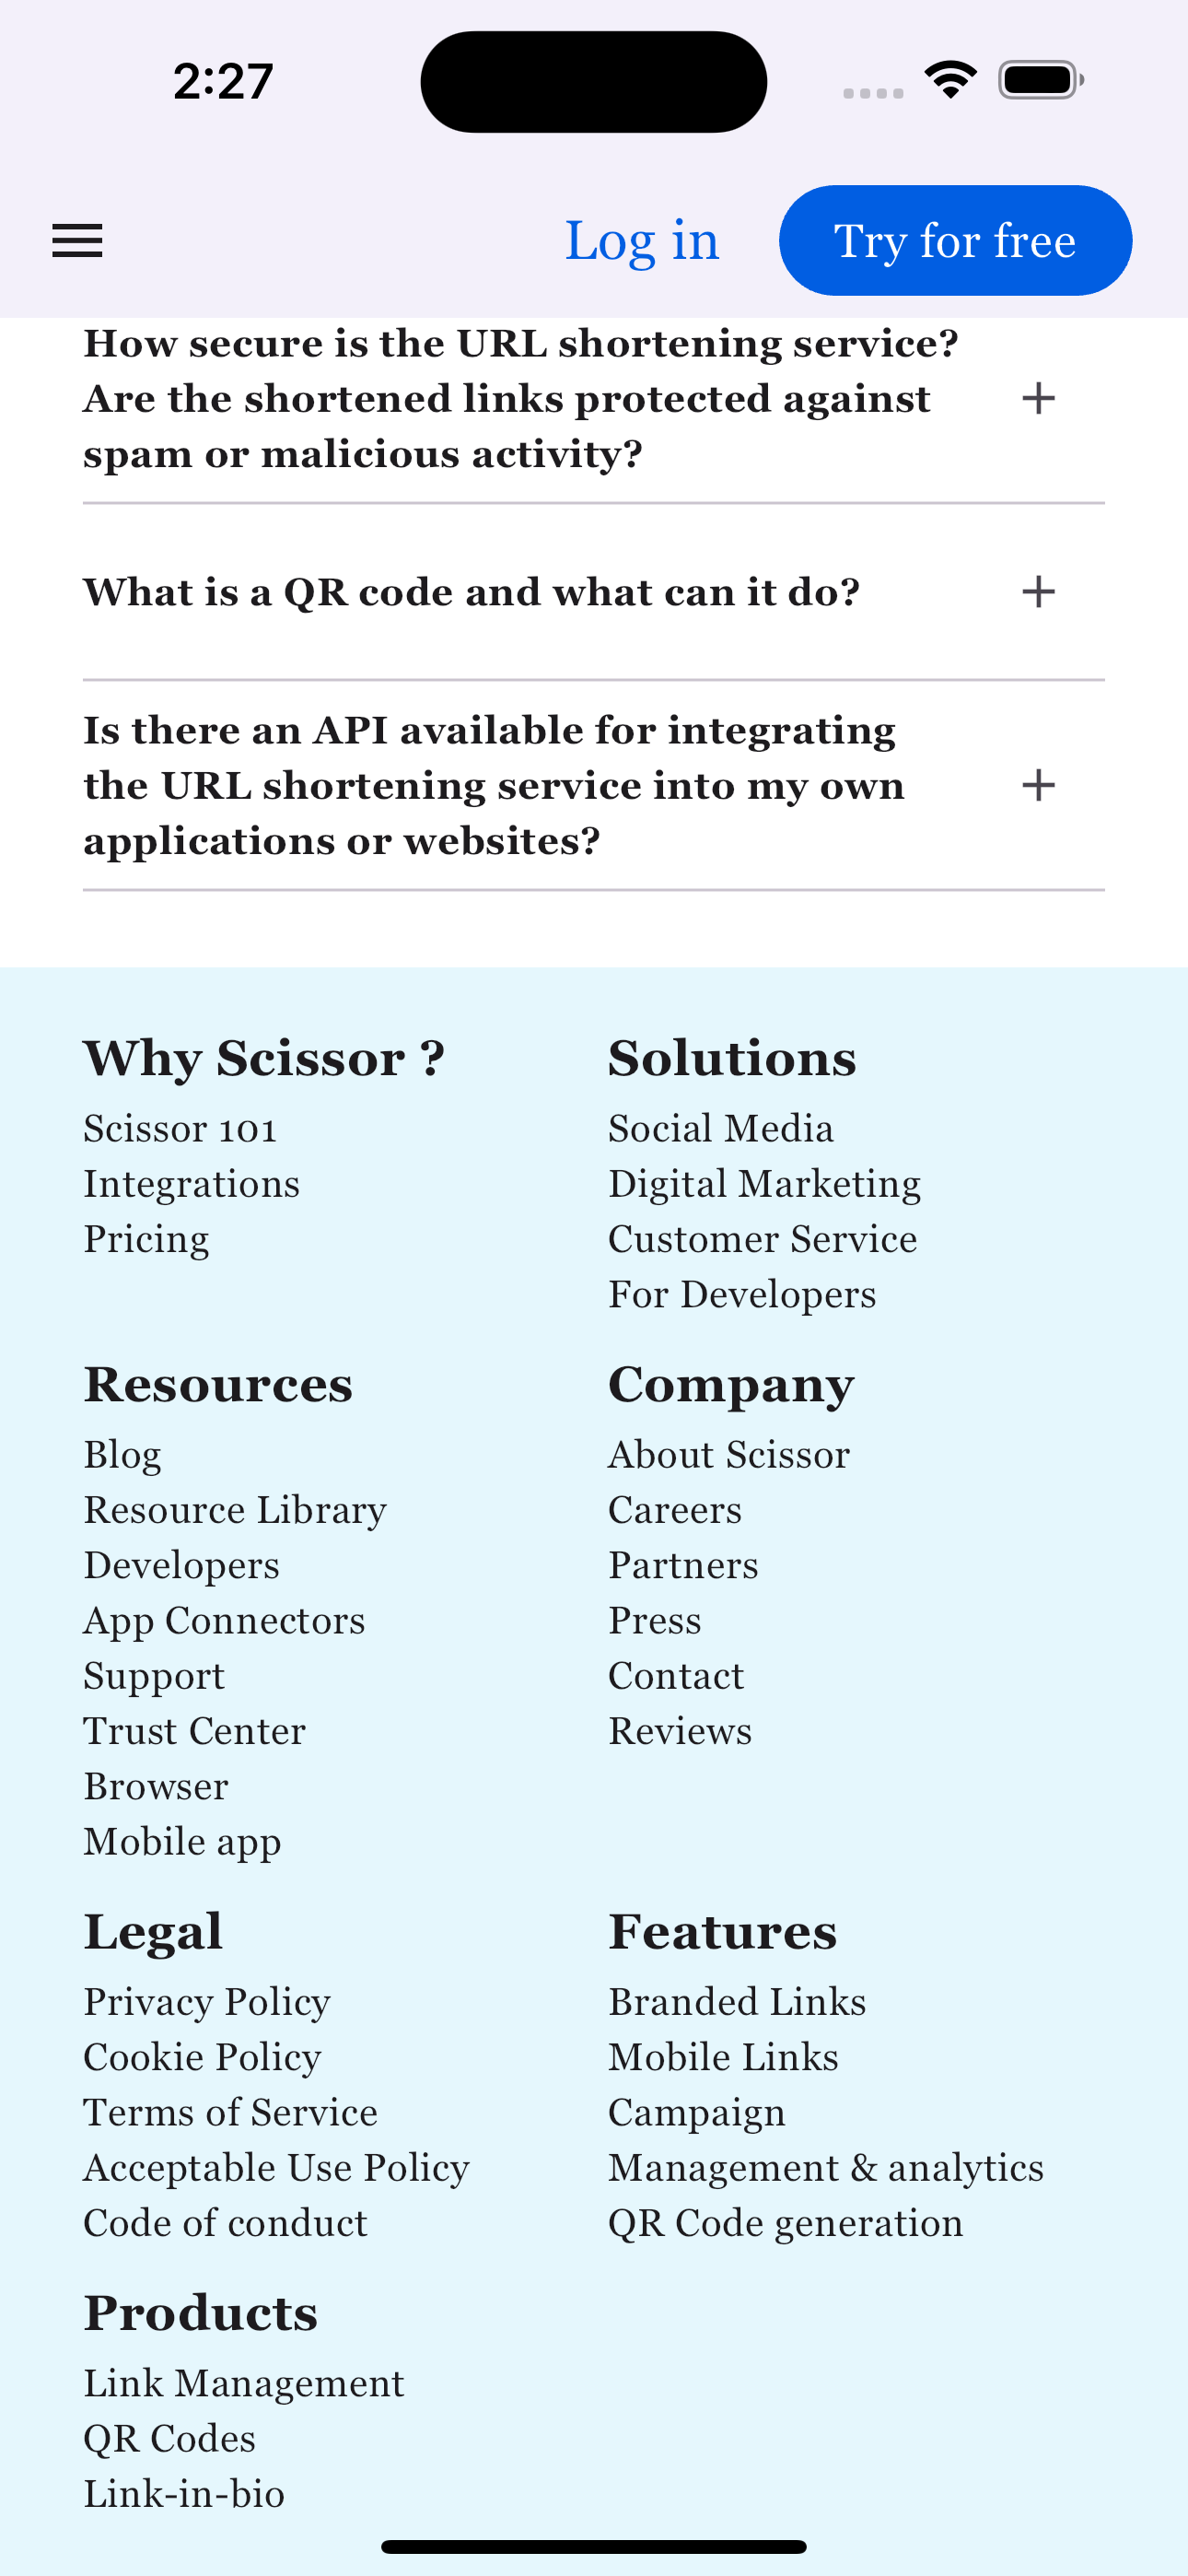 2:27
Log in
Try for free
How secure is the URL shortening service?
Are the shortened links protected against
spam or malicious activity?
What is a QR code and what can it do?
Is there an API available for integrating
the URL shortening service into my own
applications or websites?
Why Scissor ?
Scissor 101
Integrations
Pricing
Solutions
Social Media
Digital Marketing
Customer Service
For Developers
Resources
Blog
Resource Library
Developers
App Connectors
Support
Trust Center
Browser
Mobile app
Company
About Scissor
Careers
Partners
Press
Contact
Reviews
Legal
Privacy Policy
Cookie Policy
Terms of Service
Acceptable Use Policy
Code of conduct
Features
Branded Links
Mobile Links
Campaign
Management & analytics
QR Code generation
Products
Link Management
QR Codes
Link-in-bio